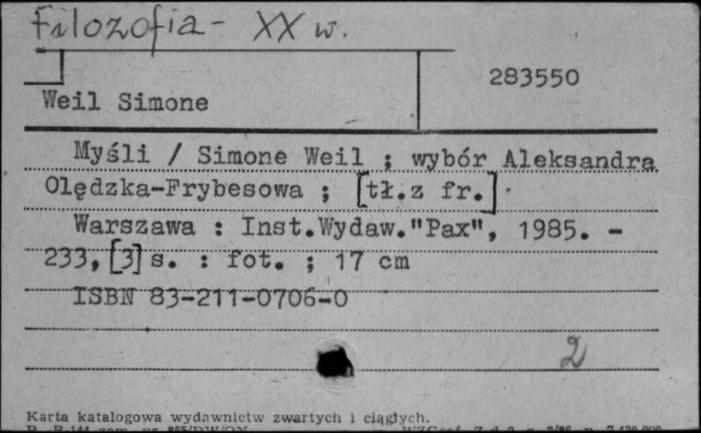 Filozofia - XX w.
283550
Weil Simone
Myśli / Simone Weil ; wybór Aleksandra
Olędzka-Frybesowa ; [tł.z fr.]
Warszawa : Inst.Wydaw."Pax", 1985. -
233,[3]s. : fot. ; 17 cm
ISBN 83-211-0706-0
2
Karta katalogowa wydawnictw zwartych i ciągłych.